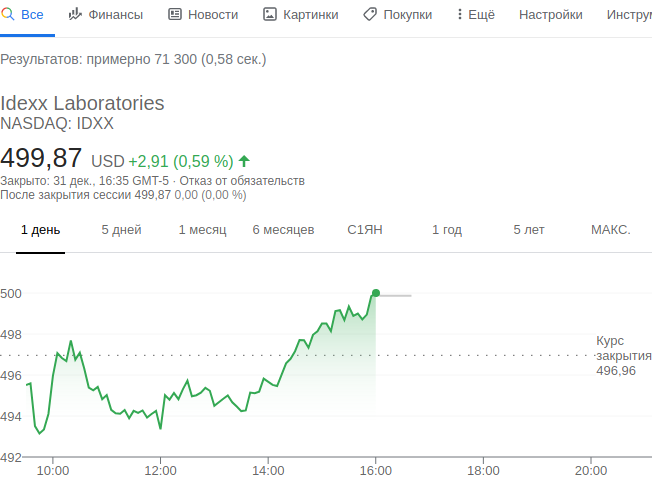 Все Финансы Новости Картинки Покупки Ещё Настройки
Результатов: примерно 71 300 (0,58 сек.)
Idexx Laboratories
NASDAQ: IDXX
499,87 USD +2,91 (0,59 %)
Закрыто: 31 дек., 16:35 GMT-5 · Отказ от обязательств
После закрытия сессии 499,87 0,00 (0,00 %)
1 день 5 дней 1 месяц 6 месяцев С1ЯН 1 год 5 лет МАКС.
500
498
Курс
закрытия
496,96
496
494
492
10:00 12:00 14:00 16:00 18:00 20:00